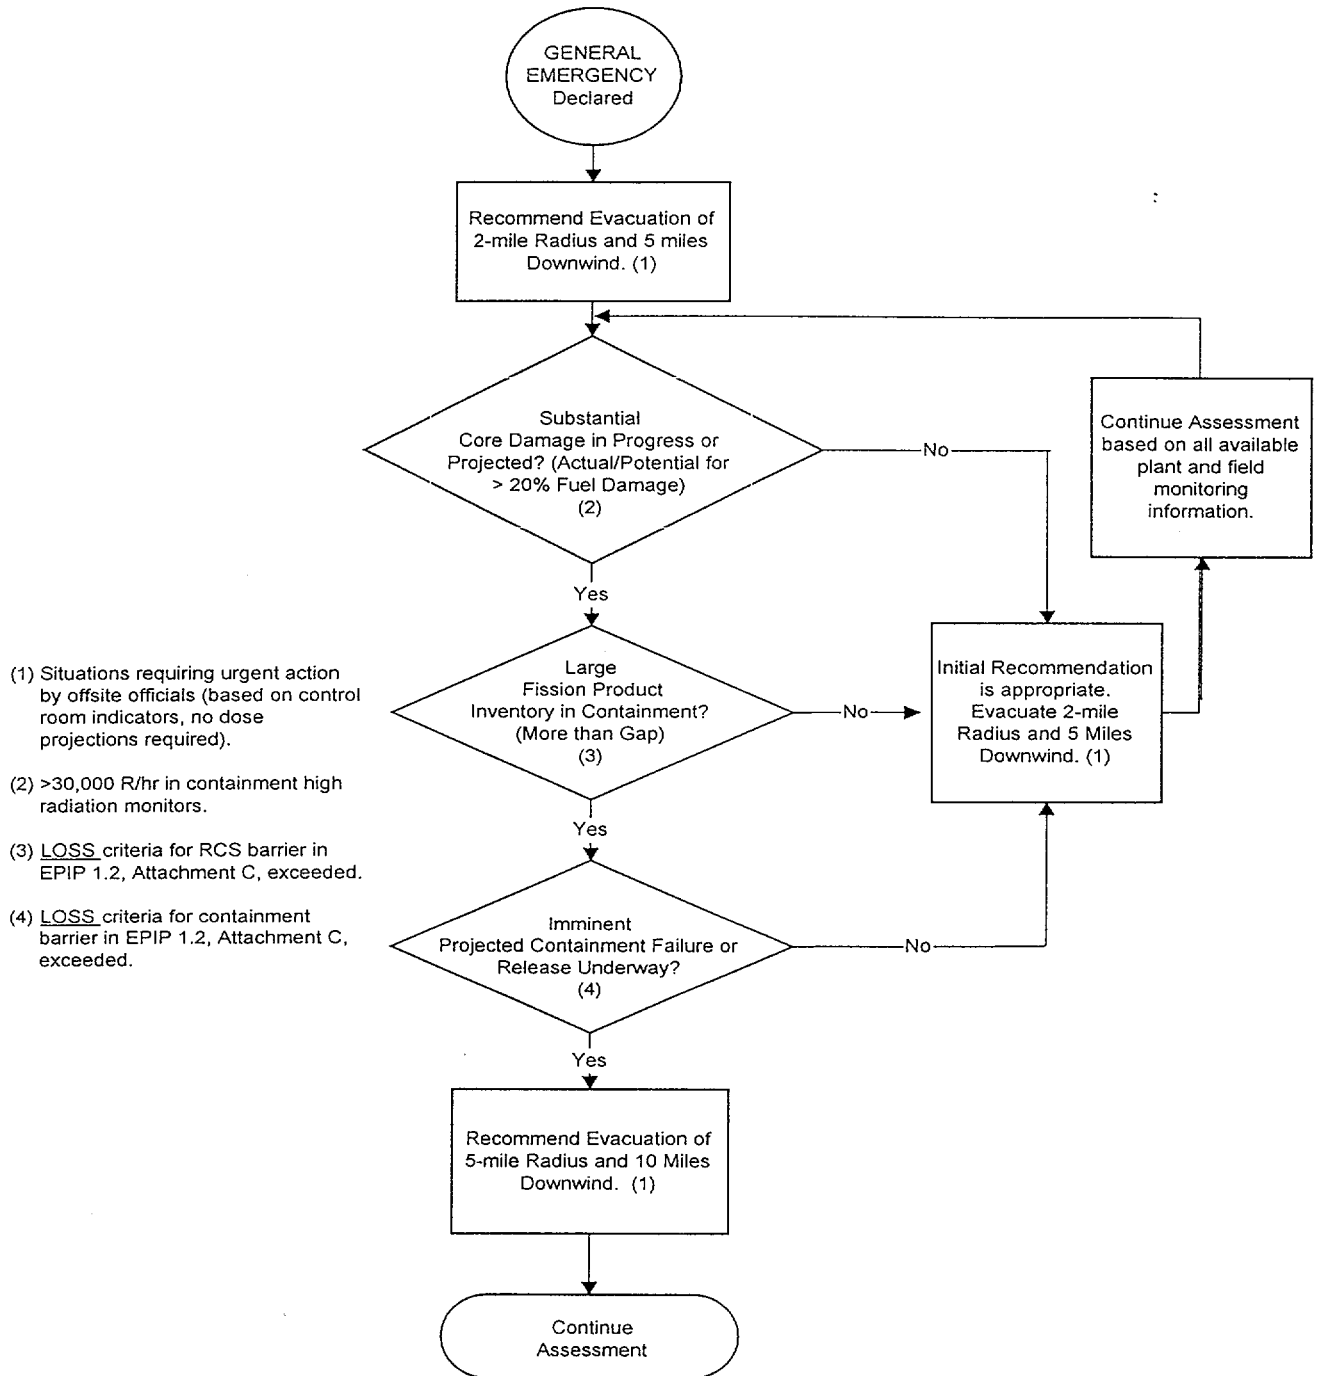 GENERAL
EMERGENCY
Declared
Recommend Evacuation of
2-mile Radius and 5 miles
Downwind. (1)
Substantial
Core Damage in Progress or
Projected? (Actual/Potential for
> 20% Fuel Damage)
(2)
No
Continue Assessment
based on all available
plant and field
monitoring
information.
Yes
Large
Fission Product
Inventory in Containment?
(More than Gap)
(3)
No
Initial Recommendation
is appropriate.
Evacuate 2-mile
Radius and 5 Miles
Downwind. (1)
Yes
Imminent
Projected Containment Failure or
Release Underway?
(4)
No
Yes
Recommend Evacuation of
5-mile Radius and 10 Miles
Downwind. (1)
Continue
Assessment
(1) Situations requiring urgent action
by offsite officials (based on control
room indicators, no dose
projections required).
(2) >30,000 R/hr in containment high
radiation monitors.
(3) LOSS criteria for RCS barrier in
EPIP 1.2, Attachment C, exceeded.
(4) LOSS criteria for containment
barrier in EPIP 1.2, Attachment C,
exceeded.